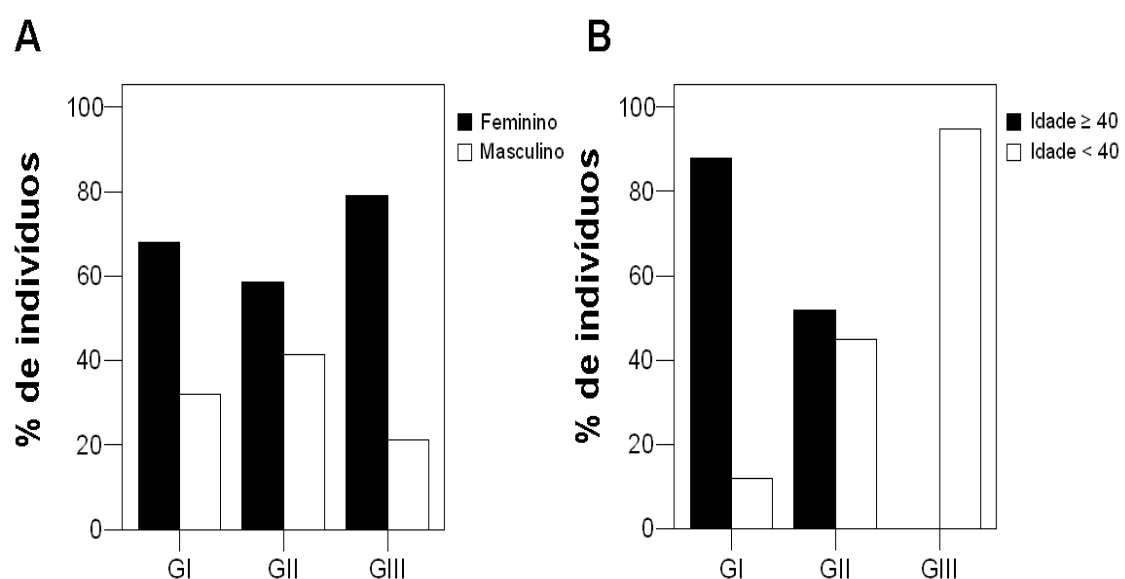 A
% de indivíduos
100
80
60
40
20
0
GI GII GIII
Feminino
Masculino
B
% de indivíduos
100
80
60
40
20
0
GI GII GIII
Idade ≥ 40
Idade < 40